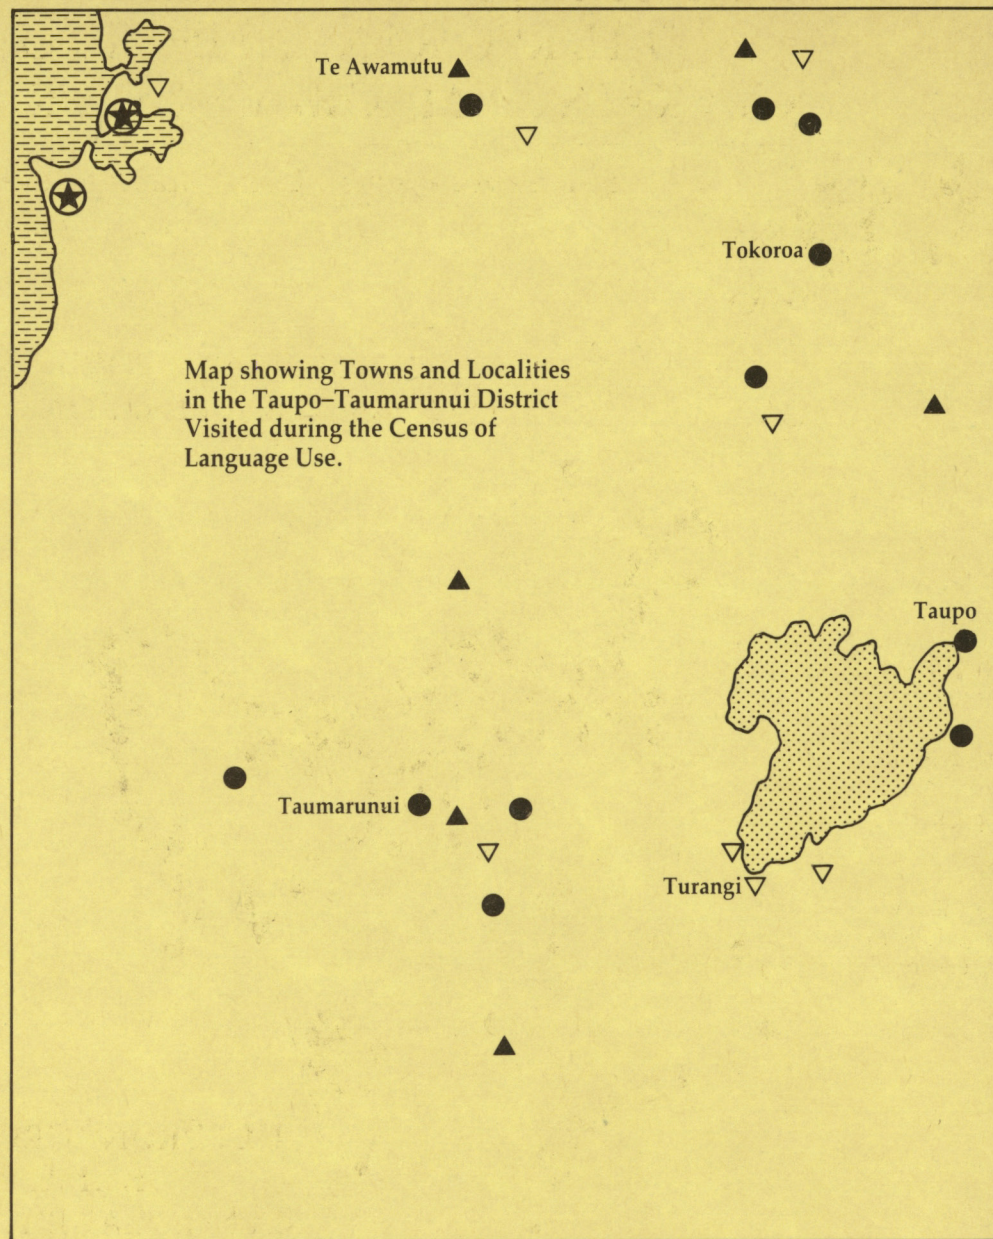 Te Awamutu
Tokoroa
Map showing Towns and Localities
in the Taupo–Taumarunui District
Visited during the Census of
Language Use.
Taupo
Taumarunui
Turangi